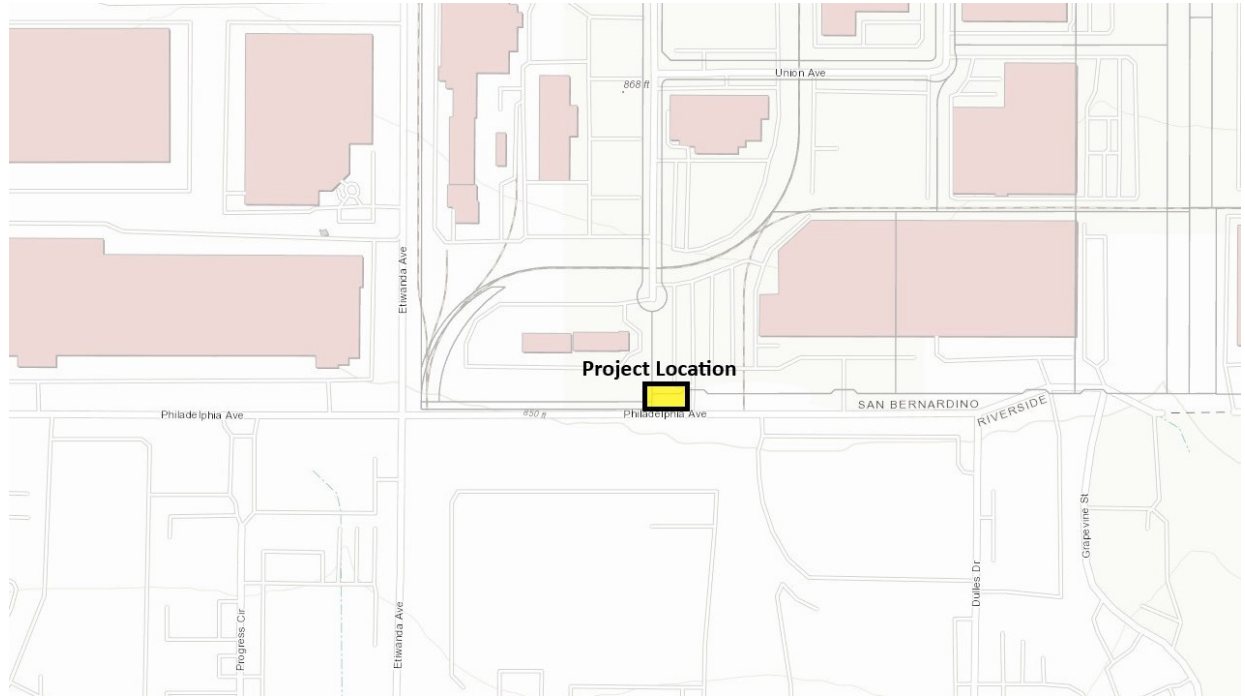 Union Ave
868 ft
Etiwanda Ave
Project Location
SAN BERNARDINO
RIVERSIDE
Philadelphia Ave
850 ft
Philadelphia Ave
Grapevine St
Dulles Dr
Progress Cir
Etiwanda Ave